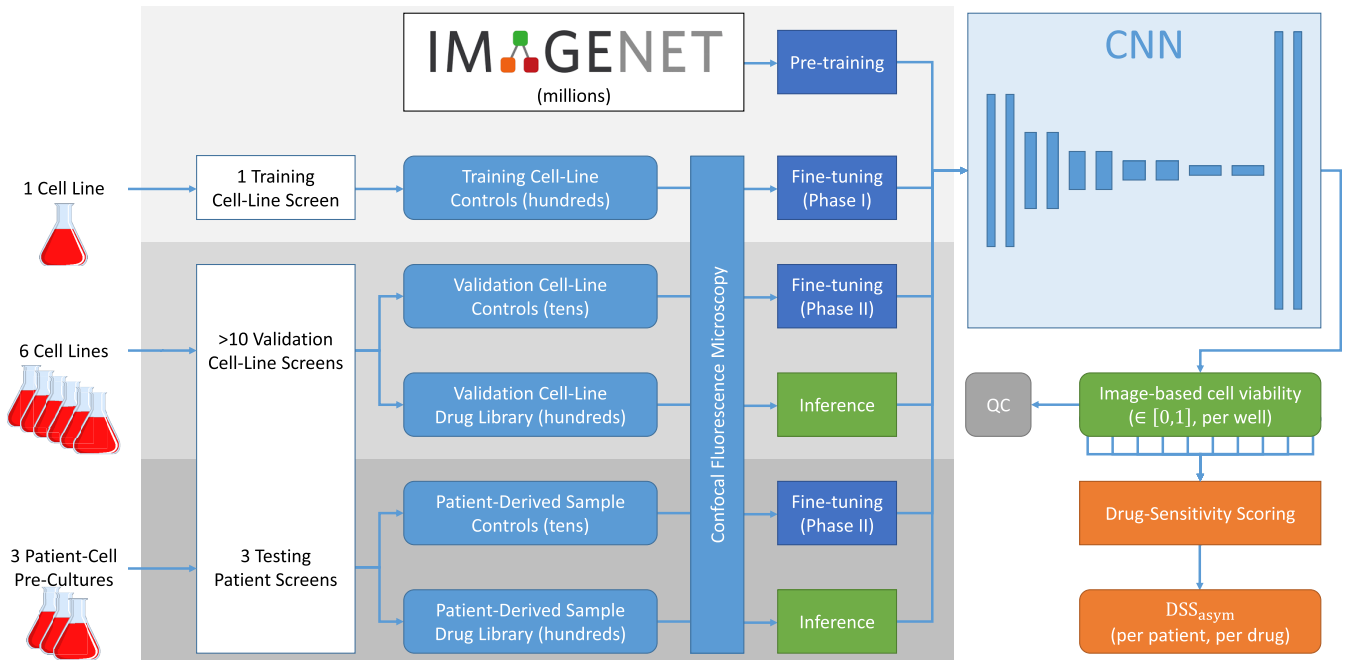 IMAGENET
(millions)
Pre-training
CNN
1 Cell Line
1 Training
Cell-Line Screen
Training Cell-Line
Controls (hundreds)
Fine-tuning
(Phase I)
6 Cell Lines
>10 Validation
Cell-Line Screens
Validation Cell-Line
Controls (tens)
Fine-tuning
(Phase II)
Validation Cell-Line
Drug Library (hundreds)
Inference
Confocal Fluorescence Microscopy
3 Patient-Cell
Pre-Cultures
3 Testing
Patient Screens
Patient-Derived Sample
Controls (tens)
Fine-tuning
(Phase II)
Patient-Derived Sample
Drug Library (hundreds)
Inference
QC
Image-based cell viability
(∈ [0,1], per well)
Drug-Sensitivity Scoring
DSSasym
(per patient, per drug)